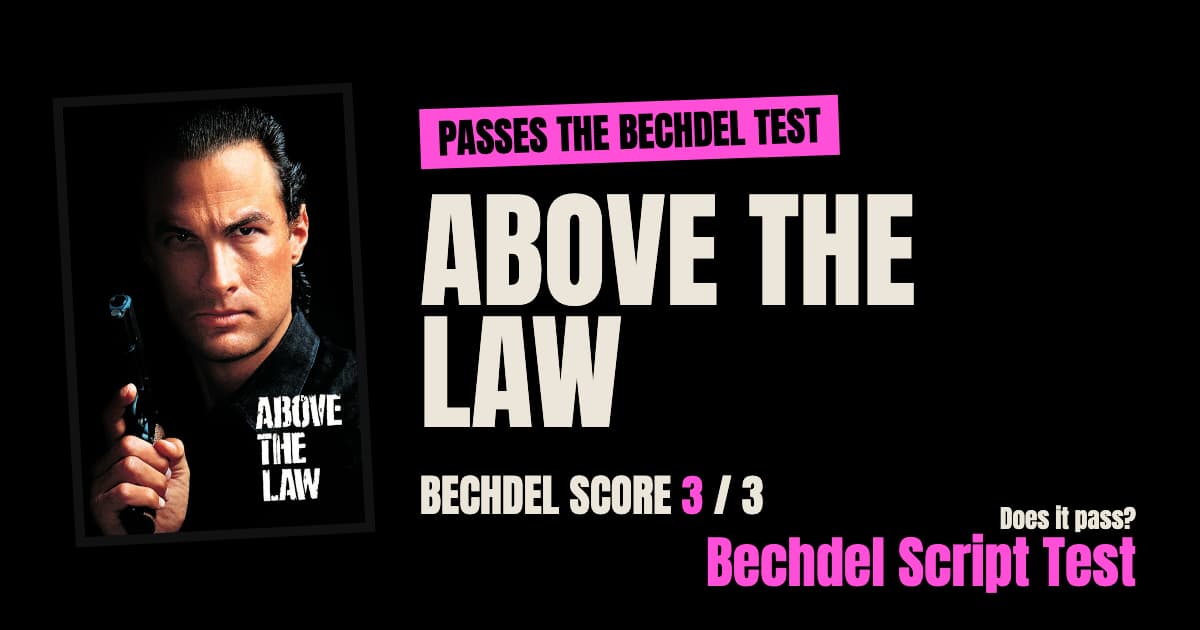 PASSES THE BECHDEL TEST
ABOVE THE
LAW
BECHDEL SCORE 3 / 3
Does it pass?
Bechdel Script Test
ABOVE
THE
LAW